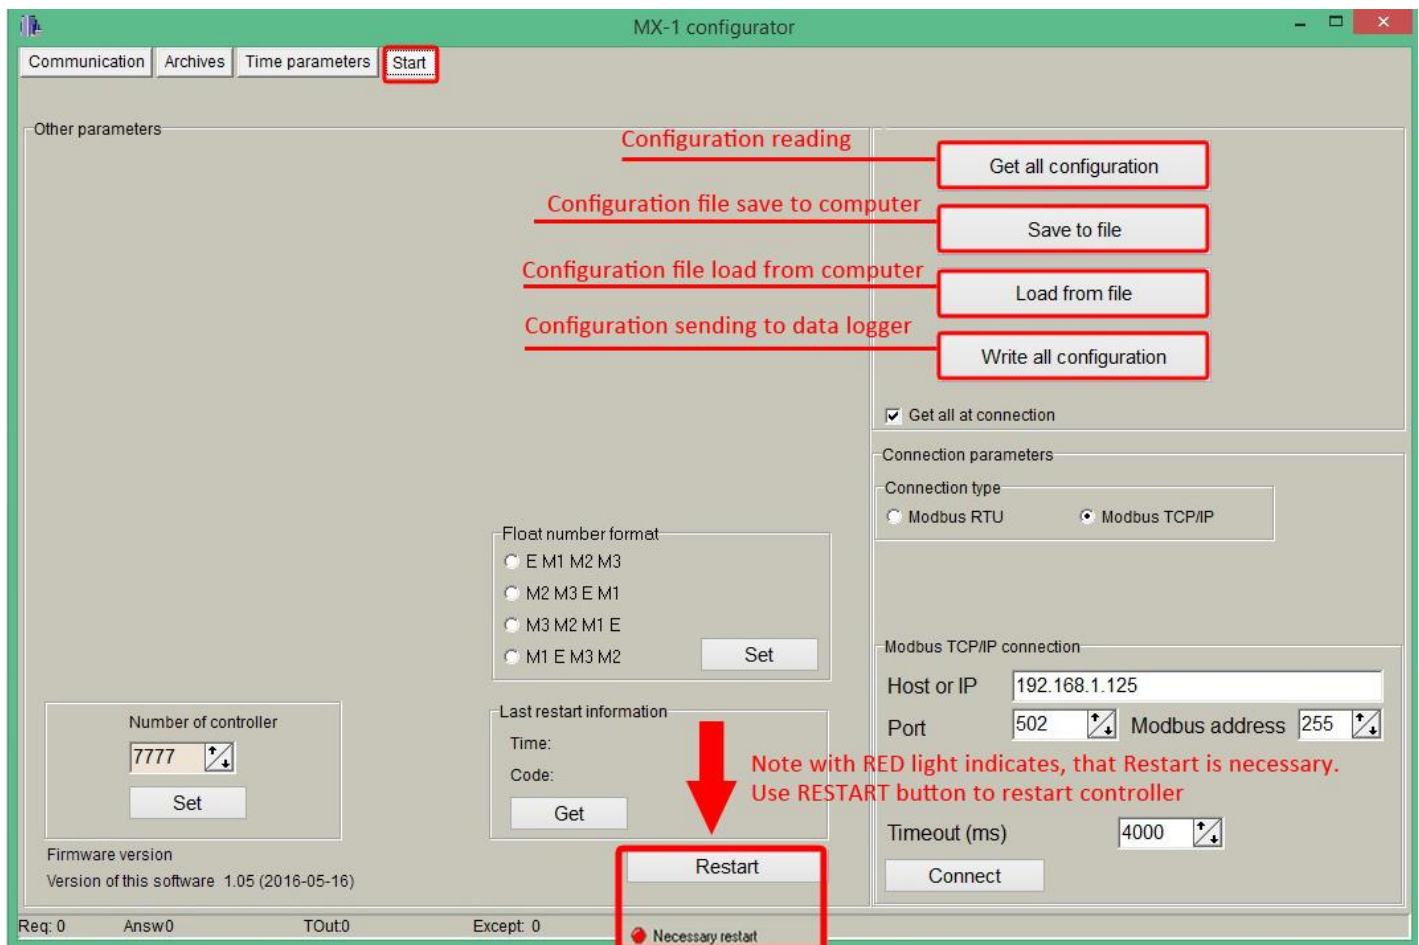 MX-1 configurator
Communication Archives Time parameters Start
Other parameters
Configuration reading
Get all configuration
Configuration file save to computer
Save to file
Configuration file load from computer
Load from file
Configuration sending to data logger
Write all configuration
Get all at connection
Connection parameters
Connection type
Modbus RTU Modbus TCP/IP
Float number format
E M1 M2 M3
M2 M3 E M1
M3 M2 M1 E
M1 E M3 M2
Set
Modbus TCP/IP connection
Host or IP 192.168.1.125
Port 502 Modbus address 255
Number of controller
7777
Set
Last restart information
Time:
Code:
Get
Note with RED light indicates, that Restart is necessary.
Use RESTART button to restart controller
Timeout (ms) 4000
Connect
Firmware version
Version of this software 1.05 (2016-05-16)
Restart
Req: 0 Answ0 TOut:0 Except: 0
Necessary restart